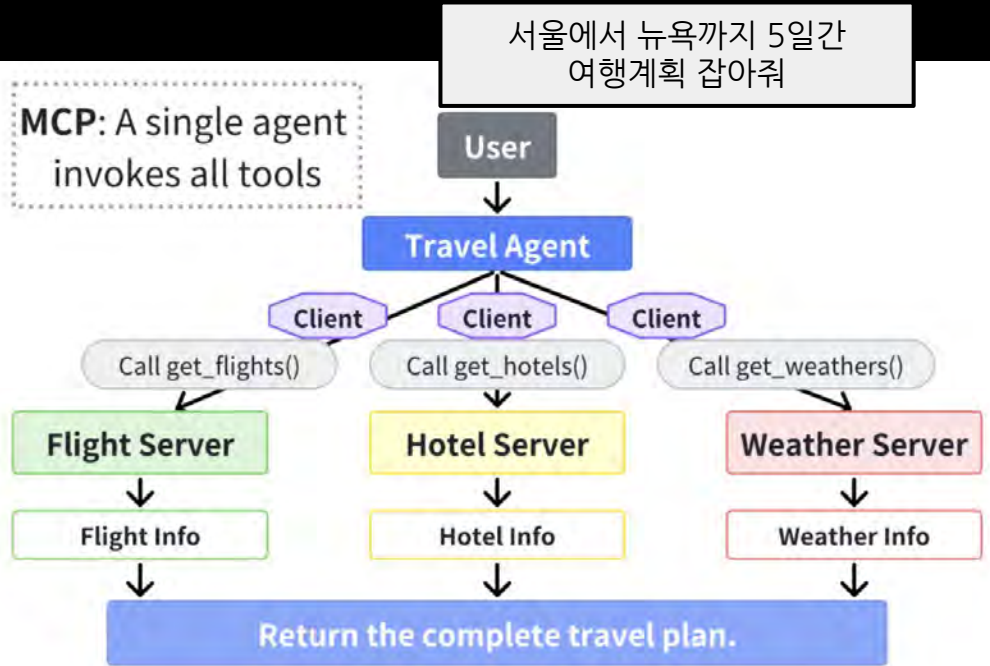 서울에서 뉴욕까지 5일간
여행계획 잡아줘
MCP: A single agent
invokes all tools
User
Travel Agent
Client
Client
Client
Call get_flights()
Call get_hotels()
Call get_weathers()
Flight Server
Hotel Server
Weather Server
Flight Info
Hotel Info
Weather Info
Return the complete travel plan.